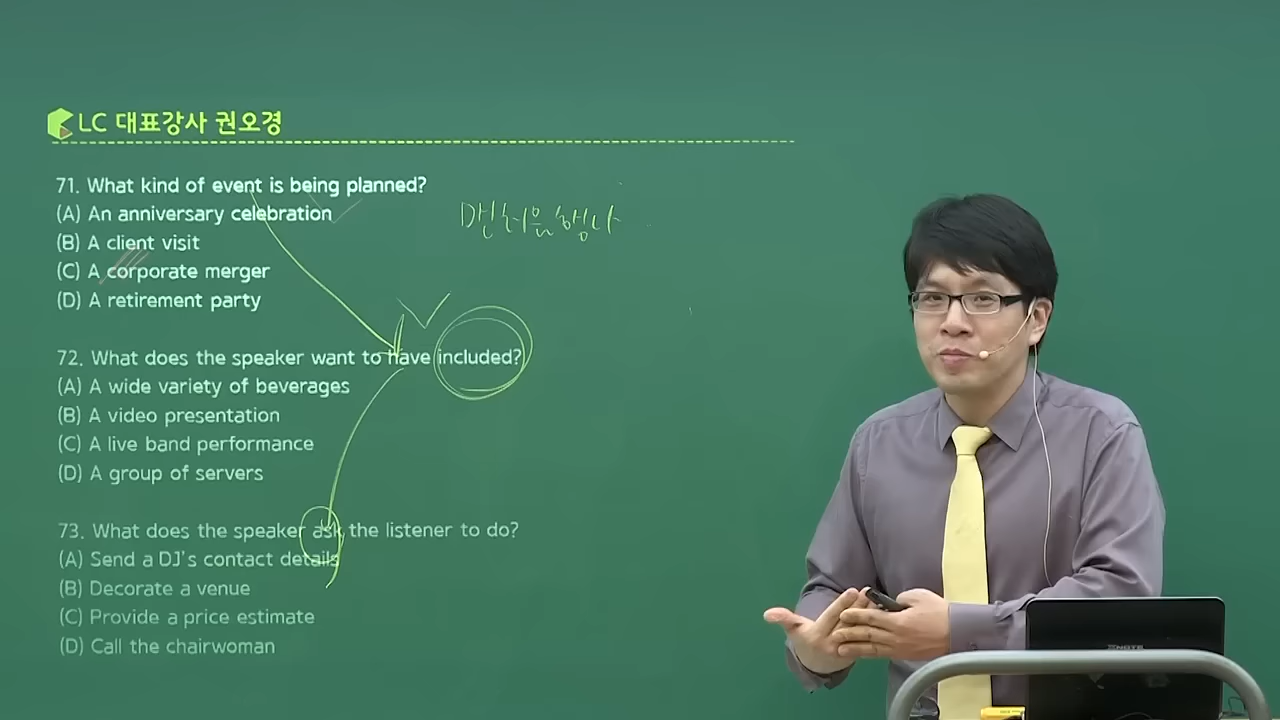 LC 대표강사 권오경
71. What kind of event is being planned?
(A) An anniversary celebration
(B) A client visit
(C) A corporate merger
(D) A retirement party
72. What does the speaker want to have included?
(A) A wide variety of beverages
(B) A video presentation
(C) A live band performance
(D) A group of servers
73. What does the speaker ask the listener to do?
(A) Send a DJ's contact details
(B) Decorate a venue
(C) Provide a price estimate
(D) Call the chairwoman